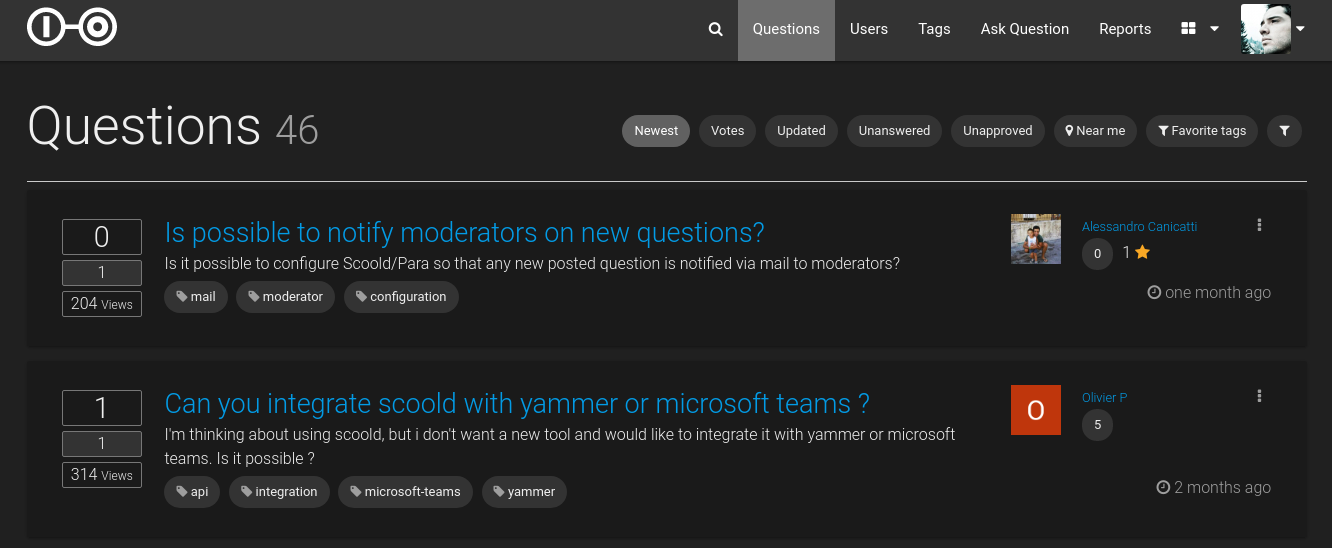 Questions Users Tags Ask Question Reports
Questions 46
Newest Votes Updated Unanswered Unapproved Near me Favorite tags
0
1
204 Views
Is possible to notify moderators on new questions?
Is it possible to configure Scoold/Para so that any new posted question is notified via mail to moderators?
mail moderator configuration
Alessandro Canicatti
0 1
one month ago
1
1
314 Views
Can you integrate scoold with yammer or microsoft teams ?
I'm thinking about using scoold, but i don't want a new tool and would like to integrate it with yammer or microsoft
teams. Is it possible ?
api integration microsoft-teams yammer
O
Olivier P
5
2 months ago